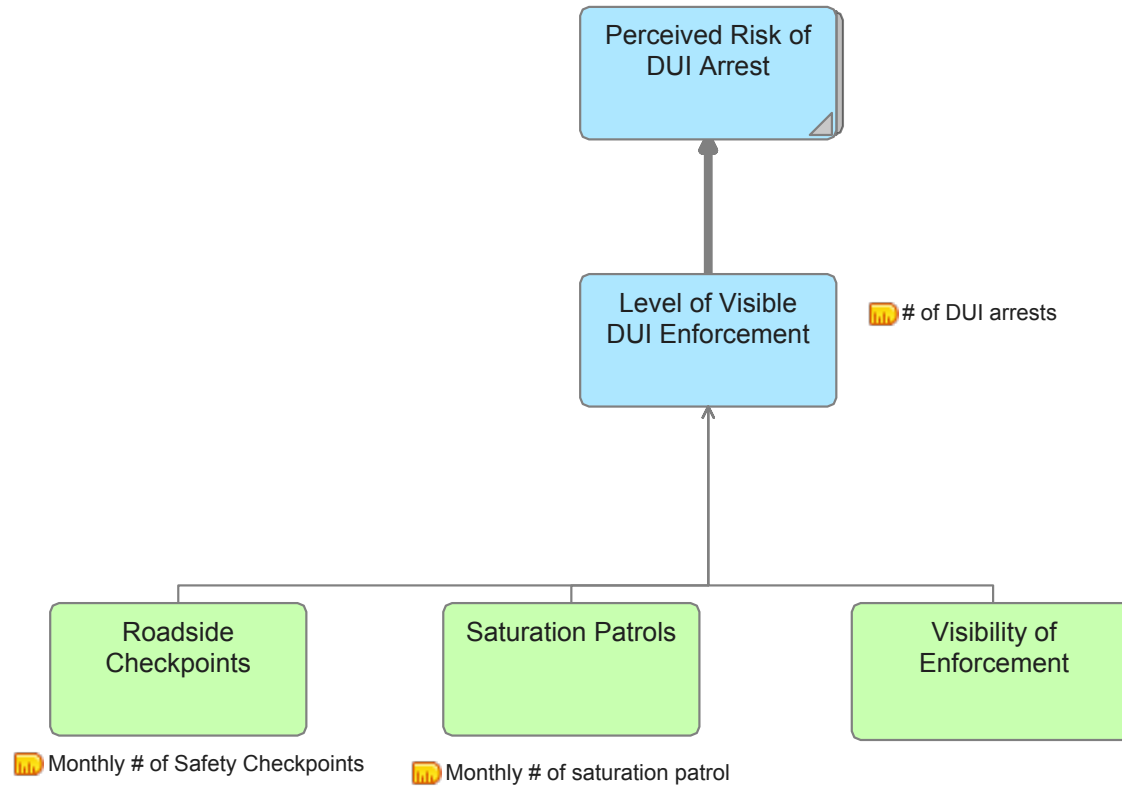 Perceived Risk of
DUI Arrest
Level of Visible
DUI Enforcement
# of DUI arrests
Roadside
Checkpoints
Saturation Patrols
Visibility of
Enforcement
Monthly # of Safety Checkpoints
Monthly # of saturation patrol